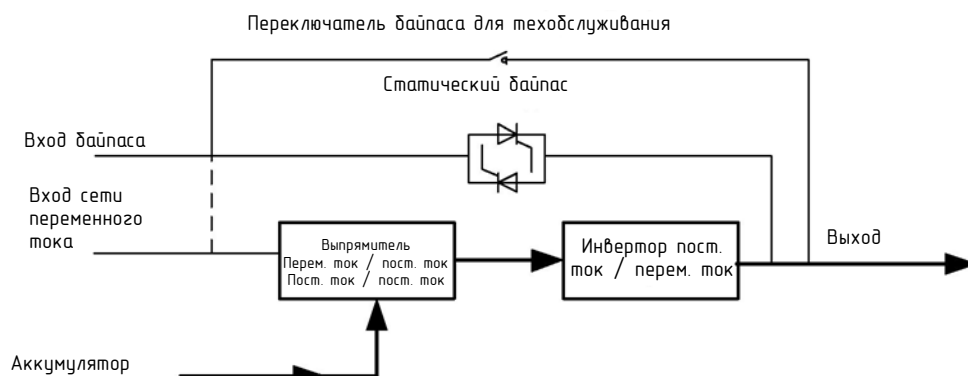 Переключатель байпаса для техобслуживания
Статический байпас
Вход байпаса
Вход сети
переменного
тока
Выпрямитель
Перем. ток / пост. ток
Пост. ток / пост. ток
Инвертор пост.
ток / перем. ток
Выход
Аккумулятор